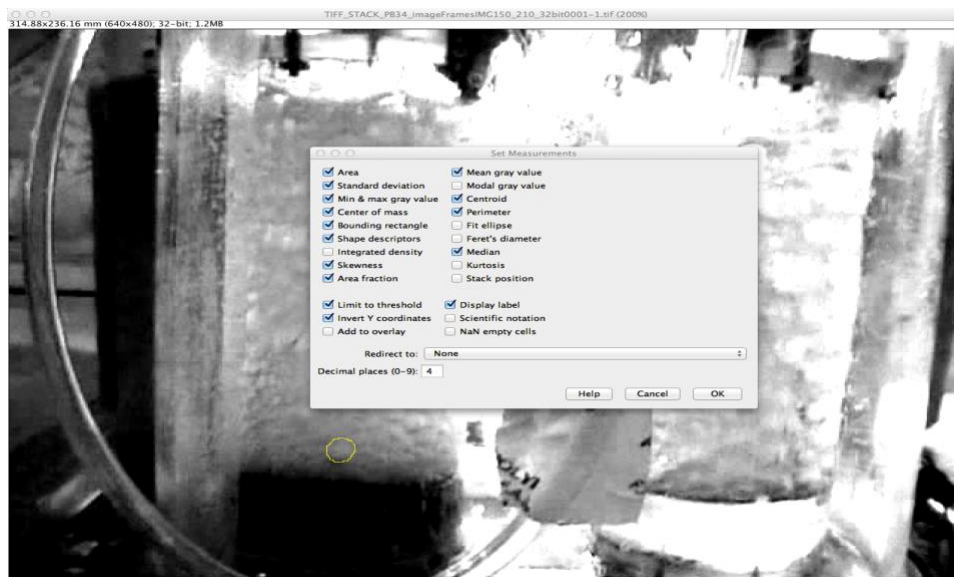 TIFF_STACK_P834_ImageFramesIMG150_210_32bit0001-1.tif (200%)
314.88x236.16 mm (640x480); 32-bit; 1.2MB
Set Measurements
Area Mean gray value
Standard deviation Modal gray value
Min & max gray value Centroid
Center of mass Perimeter
Bounding rectangle Fit ellipse
Shape descriptors Feret's diameter
Integrated density Median
Skewness Kurtosis
Area fraction Stack position
Limit to threshold Display label
Invert Y coordinates Scientific notation
Add to overlay NaN empty cells
Redirect to: None
Decimal places (0-9): 4
Help Cancel OK